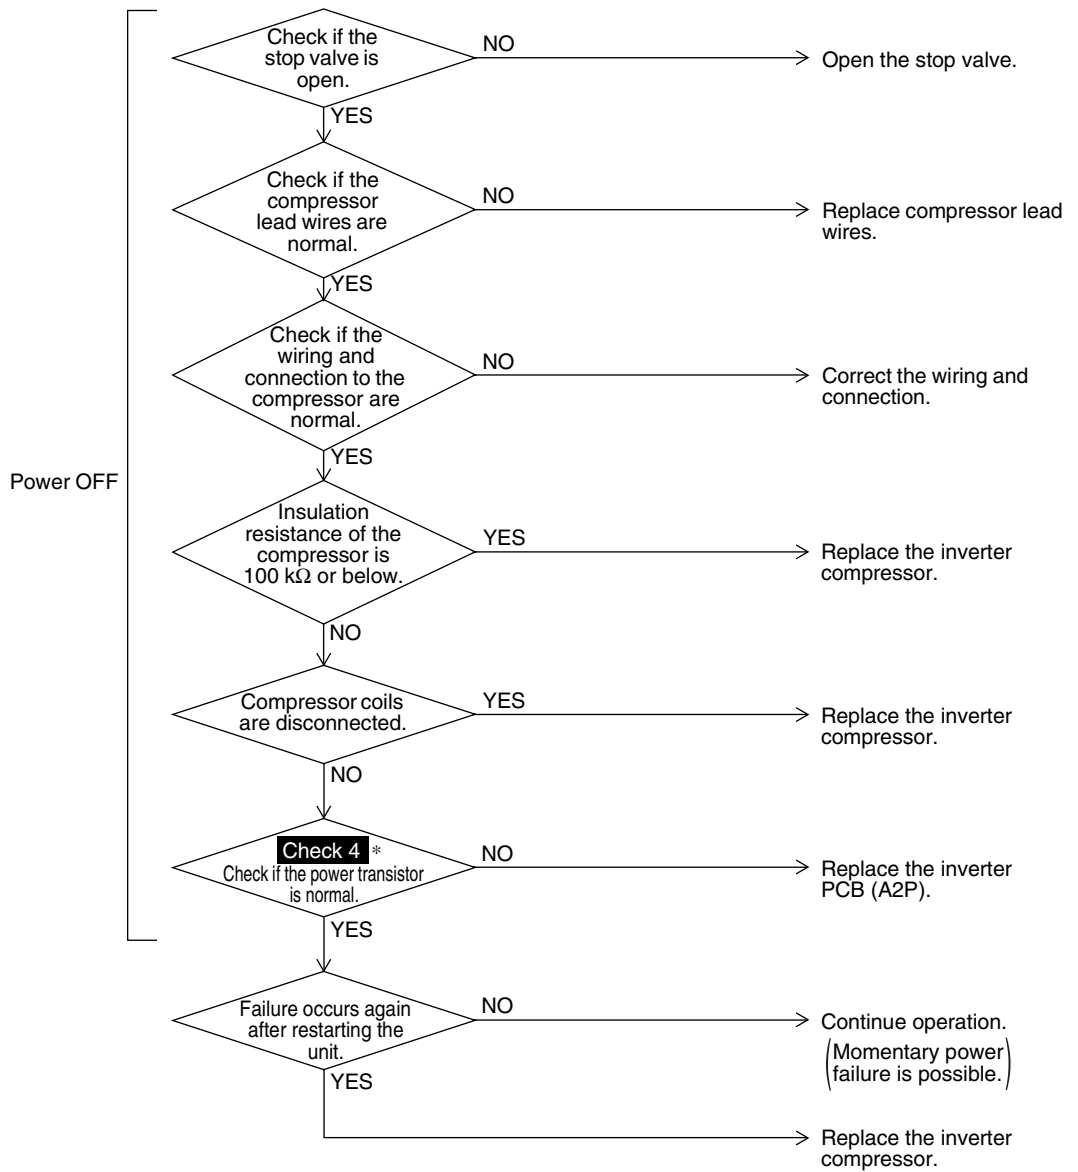 Check if the
stop valve is
open.
NO
Open the stop valve.
YES
Check if the
compressor
lead wires are
normal.
NO
Replace compressor lead
wires.
YES
Check if the
wiring and
connection to the
compressor are
normal.
NO
Correct the wiring and
connection.
YES
Power OFF
Insulation
resistance of the
compressor is
100 kΩ or below.
YES
Replace the inverter
compressor.
NO
Compressor coils
are disconnected.
YES
Replace the inverter
compressor.
NO
Check 4 *
Check if the power transistor
is normal.
NO
Replace the inverter
PCB (A2P).
YES
Failure occurs again
after restarting the
unit.
NO
Continue operation.
(Momentary power
failure is possible.)
YES
Replace the inverter
compressor.